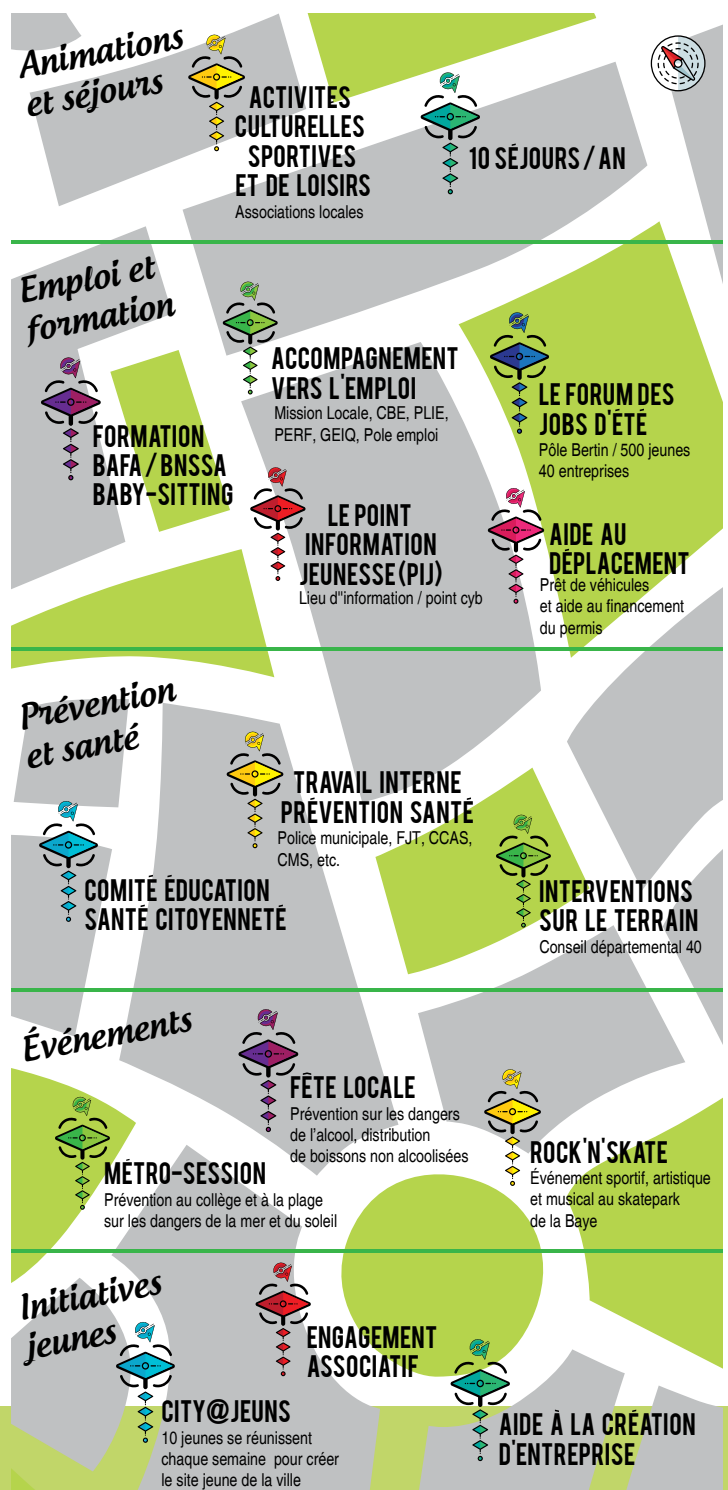 Animations
et séjours
ACTIVITES
CULTURELLES
SPORTIVES
ET DE LOISIRS
Associations locales
10 SÉJOURS / AN
Emploi et
formation
ACCOMPAGNEMENT
VERS L'EMPLOI
Mission Locale, CBE, PLIE,
PERF, GEIQ, Pole emploi
LE FORUM DES
JOBS D'ÉTÉ
Pôle Bertin / 500 jeunes
40 entreprises
FORMATION
BAFA / BNSSA
BABY-SITTING
LE POINT
INFORMATION
JEUNESSE (PIJ)
Lieu d"information / point cyb
AIDE AU
DÉPLACEMENT
Prêt de véhicules
et aide au financement
du permis
Prévention
et santé
TRAVAIL INTERNE
PRÉVENTION SANTÉ
Police municipale, FJT, CCAS,
CMS, etc.
COMITÉ ÉDUCATION
SANTÉ CITOYENNETÉ
INTERVENTIONS
SUR LE TERRAIN
Conseil départemental 40
Événements
FÊTE LOCALE
Prévention sur les dangers
de l'alcool, distribution
de boissons non alcoolisées
MÉTRO-SESSION
Prévention au collège et à la plage
sur les dangers de la mer et du soleil
ROCK'N'SKATE
Événement sportif, artistique
et musical au skatepark
de la Baye
Initiatives
jeunes
ENGAGEMENT
ASSOCIATIF
CITY@JEUNS
10 jeunes se réunissent
chaque semaine pour créer
le site jeune de la ville
AIDE À LA CRÉATION
D'ENTREPRISE